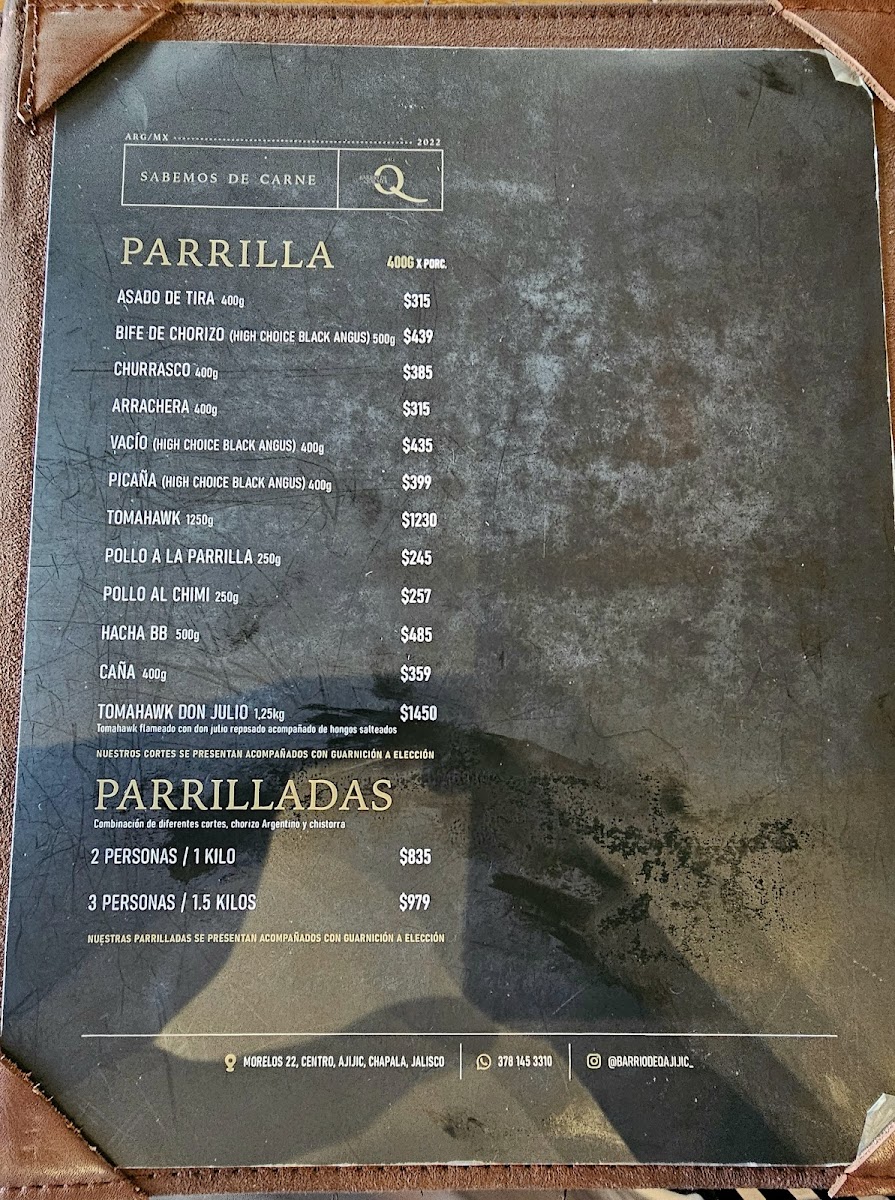 ARG/MX 2022
SABEMOS DE CARNE Q
PARRILLA 400G X PORC.
ASADO DE TIRA 400g $315
BIFE DE CHORIZO (HIGH CHOICE BLACK ANGUS) 500g $439
CHURRASCO 400g $385
ARRACHERA 400g $315
VACÍO (HIGH CHOICE BLACK ANGUS) 400g $435
PICAÑA (HIGH CHOICE BLACK ANGUS) 400g $399
TOMAHAWK 1250g $1230
POLLO A LA PARRILLA 250g $245
POLLO AL CHIMI 250g $257
HACHA BB 500g $485
CAÑA 400g $359
TOMAHAWK DON JULIO 1,25kg $1450
Tomahawk flameado con don julio reposado acompañado de hongos salteados
NUESTROS CORTES SE PRESENTAN ACOMPAÑADOS CON GUARNICIÓN A ELECCIÓN
PARRILLADAS
Combinación de diferentes cortes, chorizo Argentino y chistorra
2 PERSONAS / 1 KILO $835
3 PERSONAS / 1.5 KILOS $979
NUESTRAS PARRILLADAS SE PRESENTAN ACOMPAÑADOS CON GUARNICIÓN A ELECCIÓN
MORELOS 22, CENTRO, AJIJIC, CHAPALA, JALISCO 378 145 3310 @BARRIODEQAJIJIC_